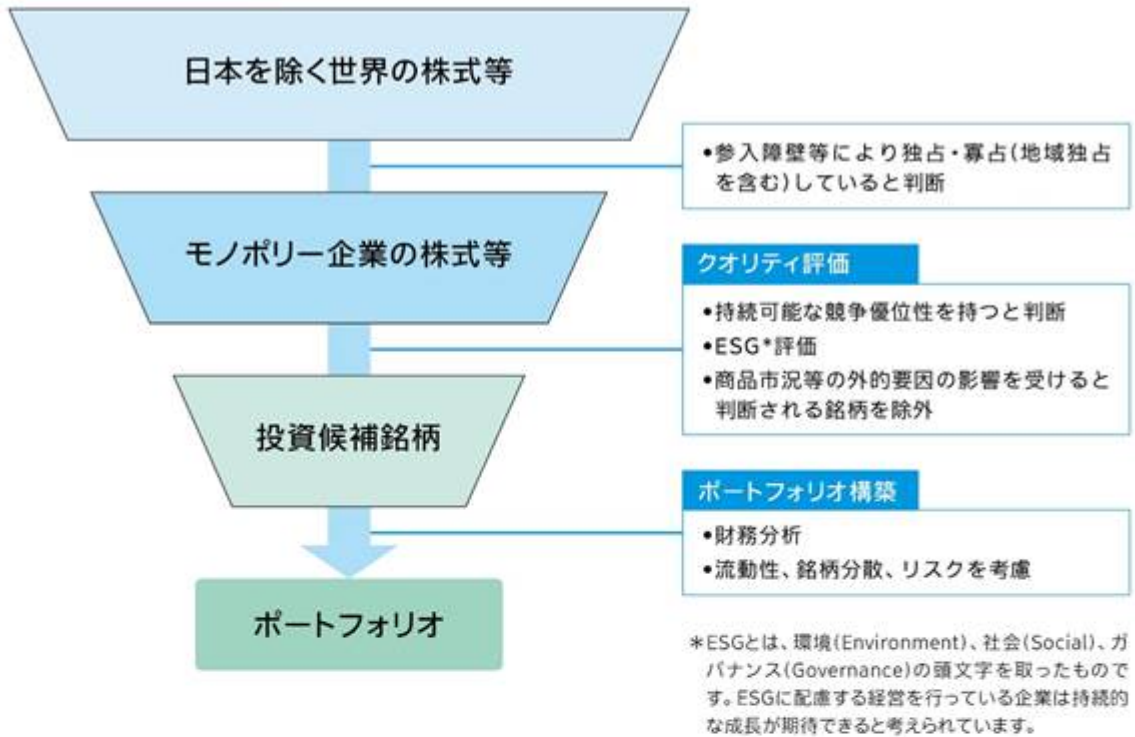 日本を除く世界の株式等
•参入障壁等により独占・寡占(地域独占
を含む)していると判断
モノポリー企業の株式等
クオリティ評価
•持続可能な競争優位性を持つと判断
•ESG*評価
•商品市況等の外的要因の影響を受けると
判断される銘柄を除外
投資候補銘柄
ポートフォリオ構築
•財務分析
•流動性、銘柄分散、リスクを考慮
ポートフォリオ
*ESGとは、環境(Environment)、社会(Social)、ガ
バナンス(Governance)の頭文字を取ったもので
す。ESGに配慮する経営を行っている企業は持続的
な成長が期待できると考えられています。